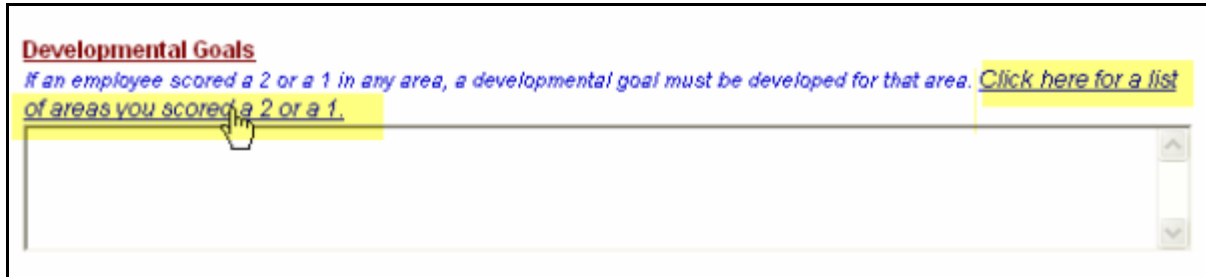 Developmental Goals
If an employee scored a 2 or a 1 in any area, a developmental goal must be developed for that area. Click here for a list
of areas you scored a 2 or a 1.